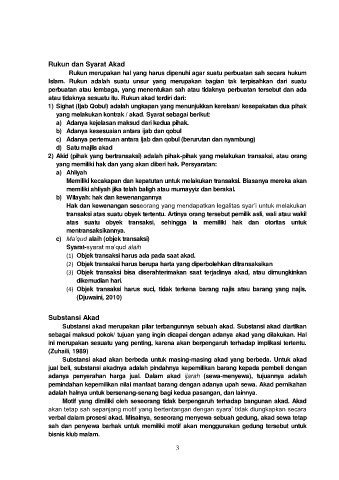 Rukun dan Syarat Akad
Rukun merupakan hal yang harus dipenuhi agar suatu perbuatan sah secara hukum
Islam. Rukun adalah suatu unsur yang merupakan bagian tak terpisahkan dari suatu
perbuatan atau lembaga, yang menentukan sah atau tidaknya perbuatan tersebut dan ada
atau tidaknya sesuatu itu. Rukun akad terdiri dari:
1) Sighat (Ijab Qobul) adalah ungkapan yang menunjukkan kerelaan/ kesepakatan dua pihak
yang melakukan kontrak / akad. Syarat sebagai berikut:
a) Adanya kejelasan maksud dari kedua pihak.
b) Adanya kesesuaian antara ijab dan qobul
c) Adanya pertemuan antara ijab dan qobul (berurutan dan nyambung)
d) Satu majlis akad
2) Akid (pihak yang bertransaksi) adalah pihak-pihak yang melakukan transaksi, atau orang
yang memiliki hak dan yang akan diberi hak. Persyaratan:
a) Ahliyah
Memiliki kecakapan dan kepatutan untuk melakukan transaksi. Biasanya mereka akan
memiliki ahliyah jika telah baligh atau mumayyiz dan berakal.
b) Wilayah: hak dan kewenangannya
Hak dan kewenangan seseorang yang mendapatkan legalitas syar'i untuk melakukan
transaksi atas suatu obyek tertentu. Artinya orang tersebut pemilik asli, wali atau wakil
atas suatu obyek transaksi, sehingga ia memiliki hak dan otoritas untuk
mentransaksikannya.
c) Ma'qud alaih (objek transaksi)
Syarat-syarat ma'qud alaih
(1) Objek transaksi harus ada pada saat akad.
(2) Objek transaksi harus berupa harta yang diperbolehkan ditransaksikan
(3) Objek transaksi bisa diserahterimakan saat terjadinya akad, atau dimungkinkan
dikemudian hari.
(4) Objek transaksi harus suci, tidak terkena barang najis atau barang yang najis.
(Djuwaini, 2010)
Substansi Akad
Substansi akad merupakan pilar terbangunnya sebuah akad. Substansi akad diartikan
sebagai maksud pokok/ tujuan yang ingin dicapai dengan adanya akad yang dilakukan. Hal
ini merupakan sesuatu yang penting, karena akan berpengaruh terhadap implikasi tertentu.
(Zuhaili, 1989)
Substansi akad akan berbeda untuk masing-masing akad yang berbeda. Untuk akad
jual beli, substansi akadnya adalah pindahnya kepemilikan barang kepada pembeli dengan
adanya penyerahan harga jual. Dalam akad ijarah (sewa-menyewa), tujuannya adalah
pemindahan kepemilikan nilai manfaat barang dengan adanya upah sewa. Akad pernikahan
adalah halnya untuk bersenang-senang bagi kedua pasangan, dan lainnya.
Motif yang dimiliki oleh seseorang tidak berpengaruh terhadap bangunan akad. Akad
akan tetap sah sepanjang motif yang bertentangan dengan syara' tidak diungkapkan secara
verbal dalam prosesi akad. Misalnya, seseorang menyewa sebuah gedung, akad sewa tetap
sah dan penyewa berhak untuk memiliki motif akan menggunakan gedung tersebut untuk
bisnis klub malam.
3